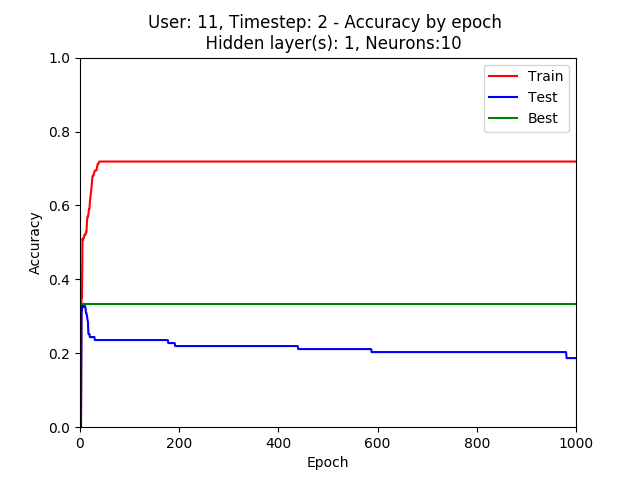 User: 11, Timestep: 2 - Accuracy by epoch
Hidden layer(s): 1, Neurons:10
1.0
0.8
0.6
0.4
0.2
0.0
Accuracy
Train
Test
Best
0 200 400 600 800 1000
Epoch